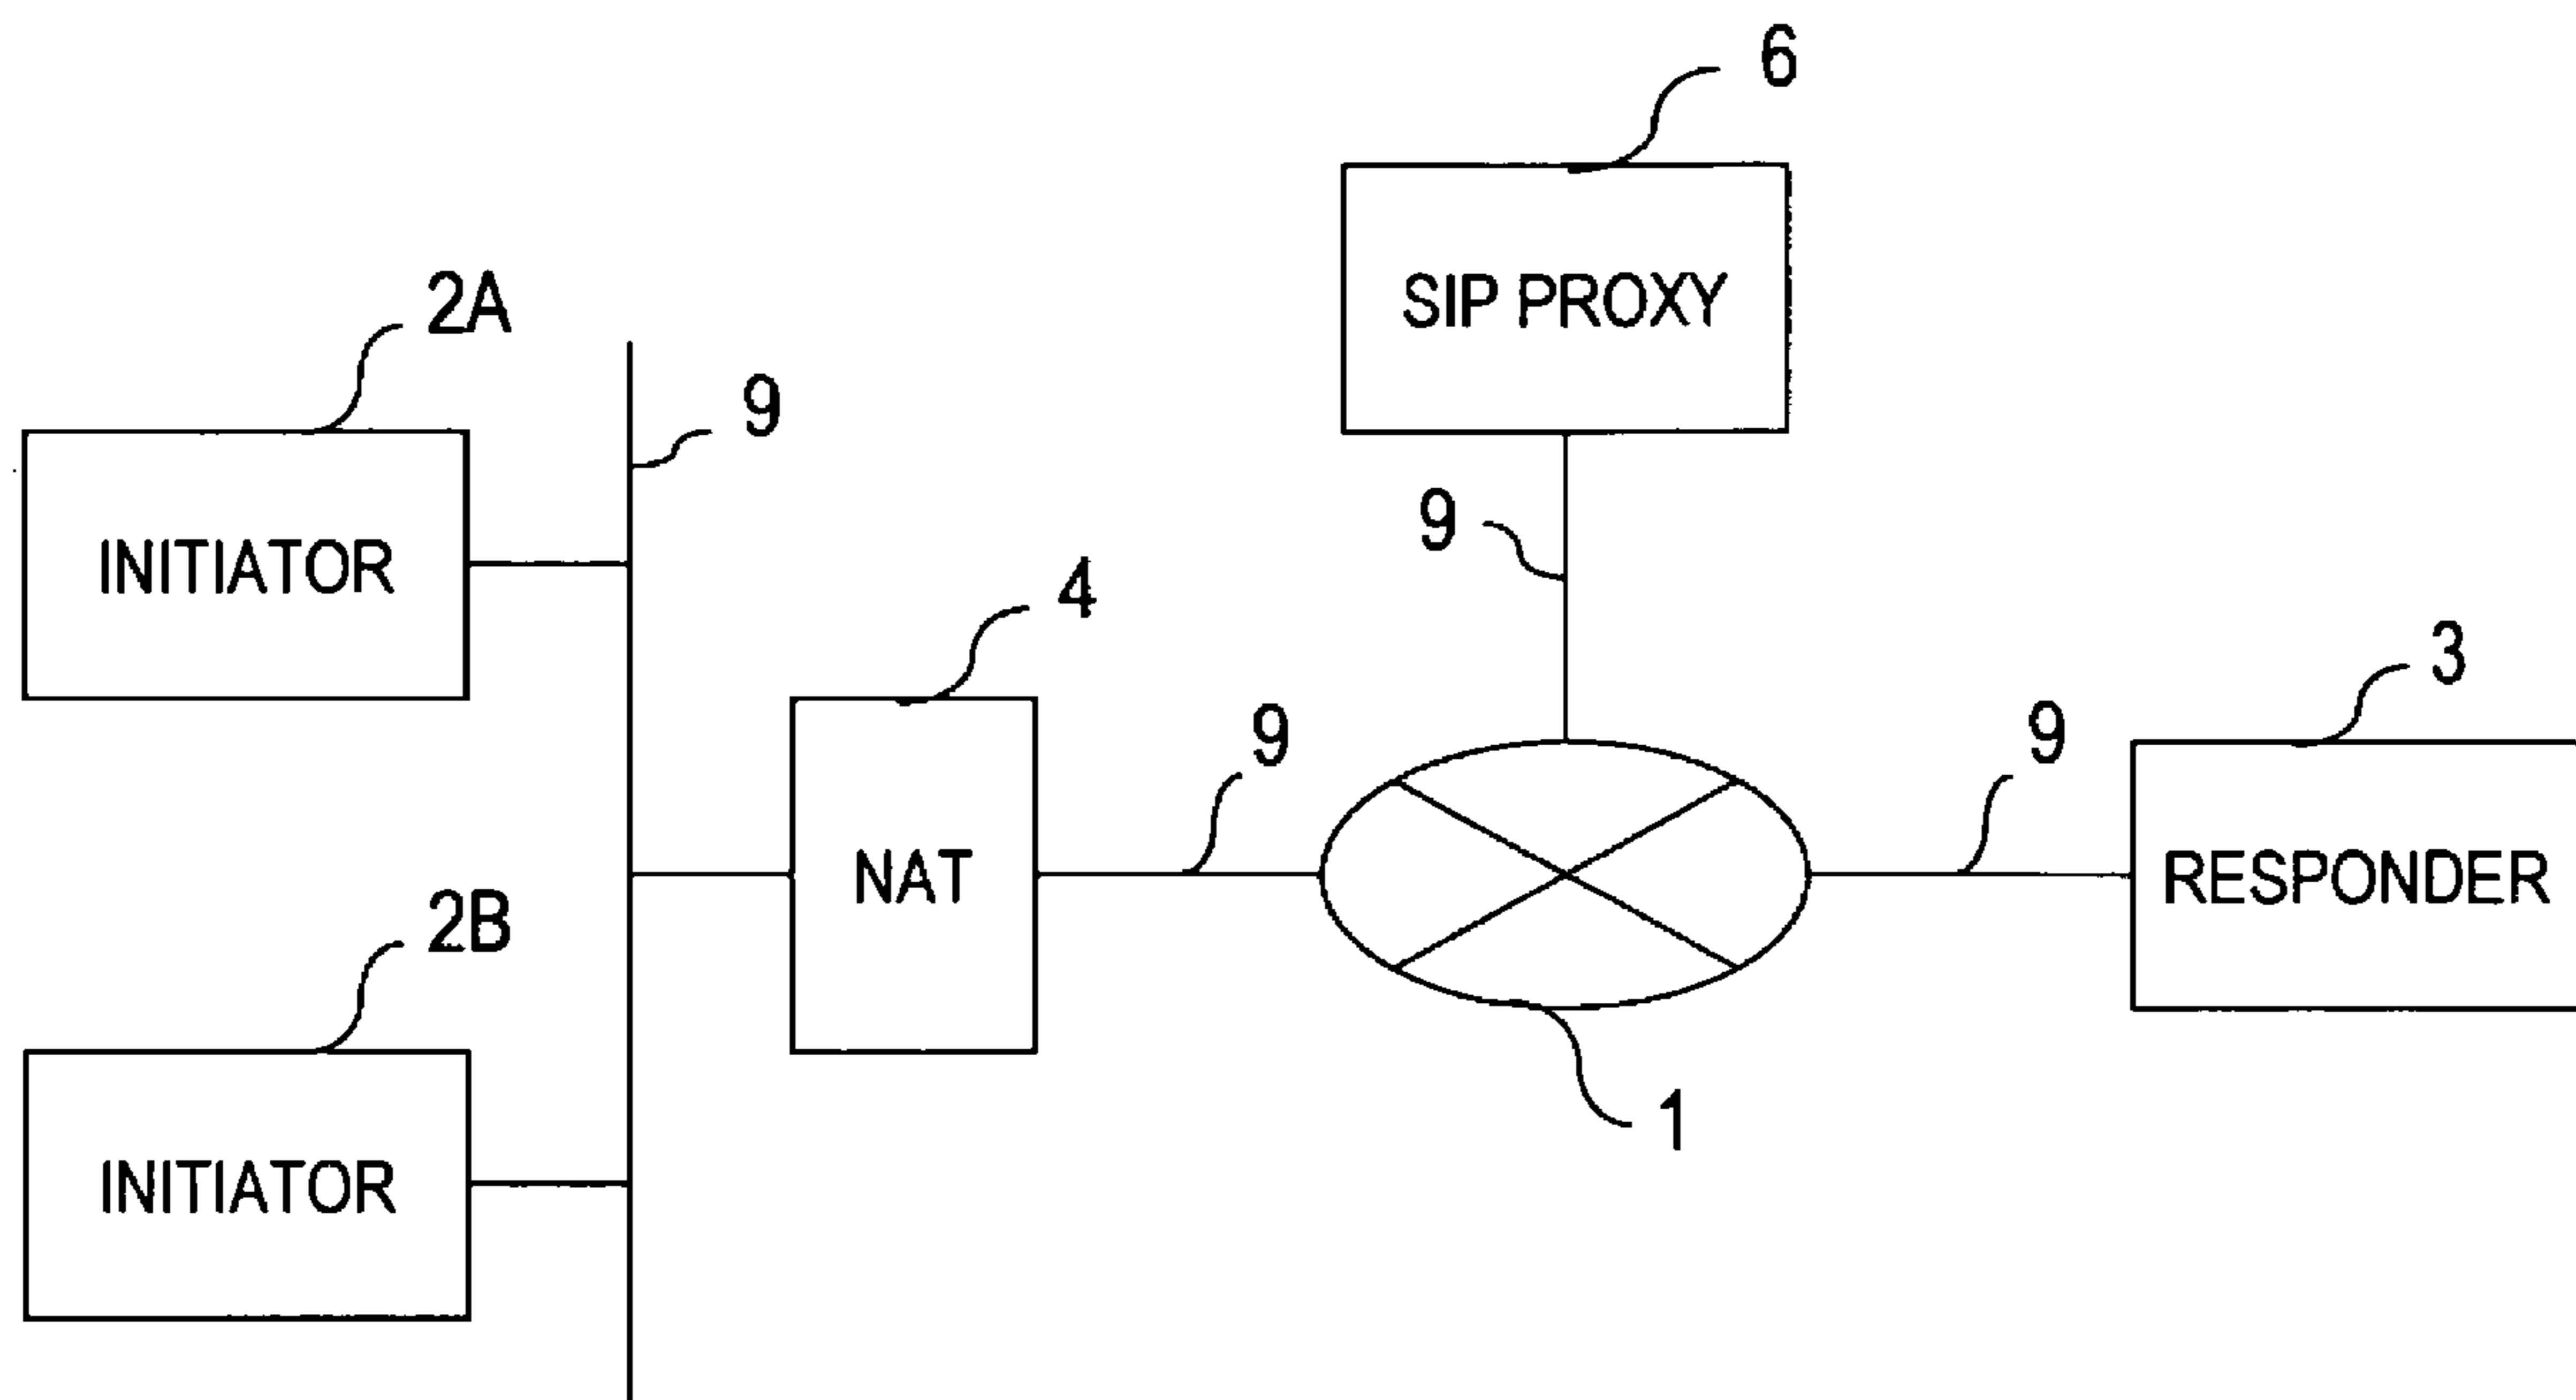 6
SIP PROXY
2A
9
INITIATOR
9
4
3
9
9
NAT
RESPONDER
2B
1
INITIATOR